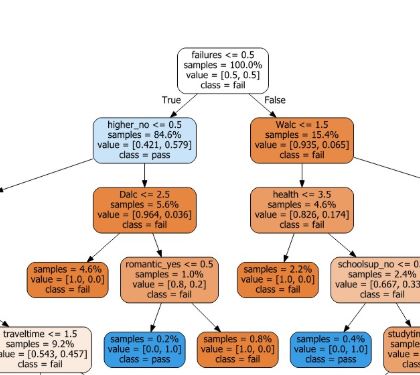 failures <= 0.5
samples = 100.0%
value = [0.5, 0.5]
class = fail
True
False
higher_no <= 0.5
samples = 84.6%
value = [0.421, 0.579]
class = pass
Walc <= 1.5
samples = 15.4%
value = [0.935, 0.065]
class = fail
Dalc <= 2.5
samples = 5.6%
value = [0.964, 0.036]
class = fail
health <= 3.5
samples = 4.6%
value = [0.826, 0.174]
class = fail
samples = 4.6%
value = [1.0, 0.0]
class = fail
romantic_yes <= 0.5
samples = 1.0%
value = [0.8, 0.2]
class = fail
samples = 2.2%
value = [1.0, 0.0]
class = fail
schoolsup_no <= 0.
samples = 2.4%
value = [0.667, 0.33
class = fail
traveltime <= 1.5
samples = 9.2%
value = [0.543, 0.457]
class = fail
samples = 0.2%
value = [0.0, 1.0]
class = pass
samples = 0.8%
value = [1.0, 0.0]
class = fail
samples = 0.4%
value = [0.0, 1.0]
class = pass
studytim
samples
value =
class